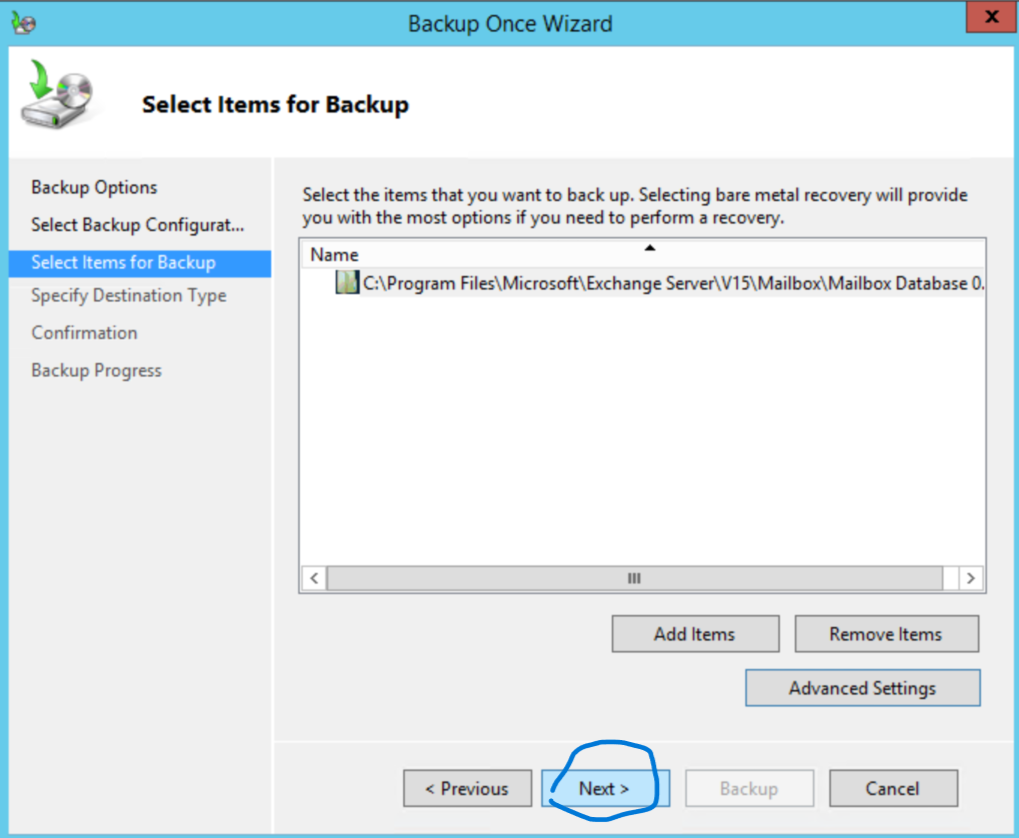 Backup Once Wizard
x
Select Items for Backup
Backup Options
Select Backup Configurat...
Select Items for Backup
Specify Destination Type
Confirmation
Backup Progress
Select the items that you want to back up. Selecting bare metal recovery will provide
you with the most options if you need to perform a recovery.
Name
C:\Program Files\Microsoft\Exchange Server\V15\Mailbox\Mailbox Database 0.
Add Items
Remove Items
Advanced Settings
< Previous
Next >
Backup
Cancel